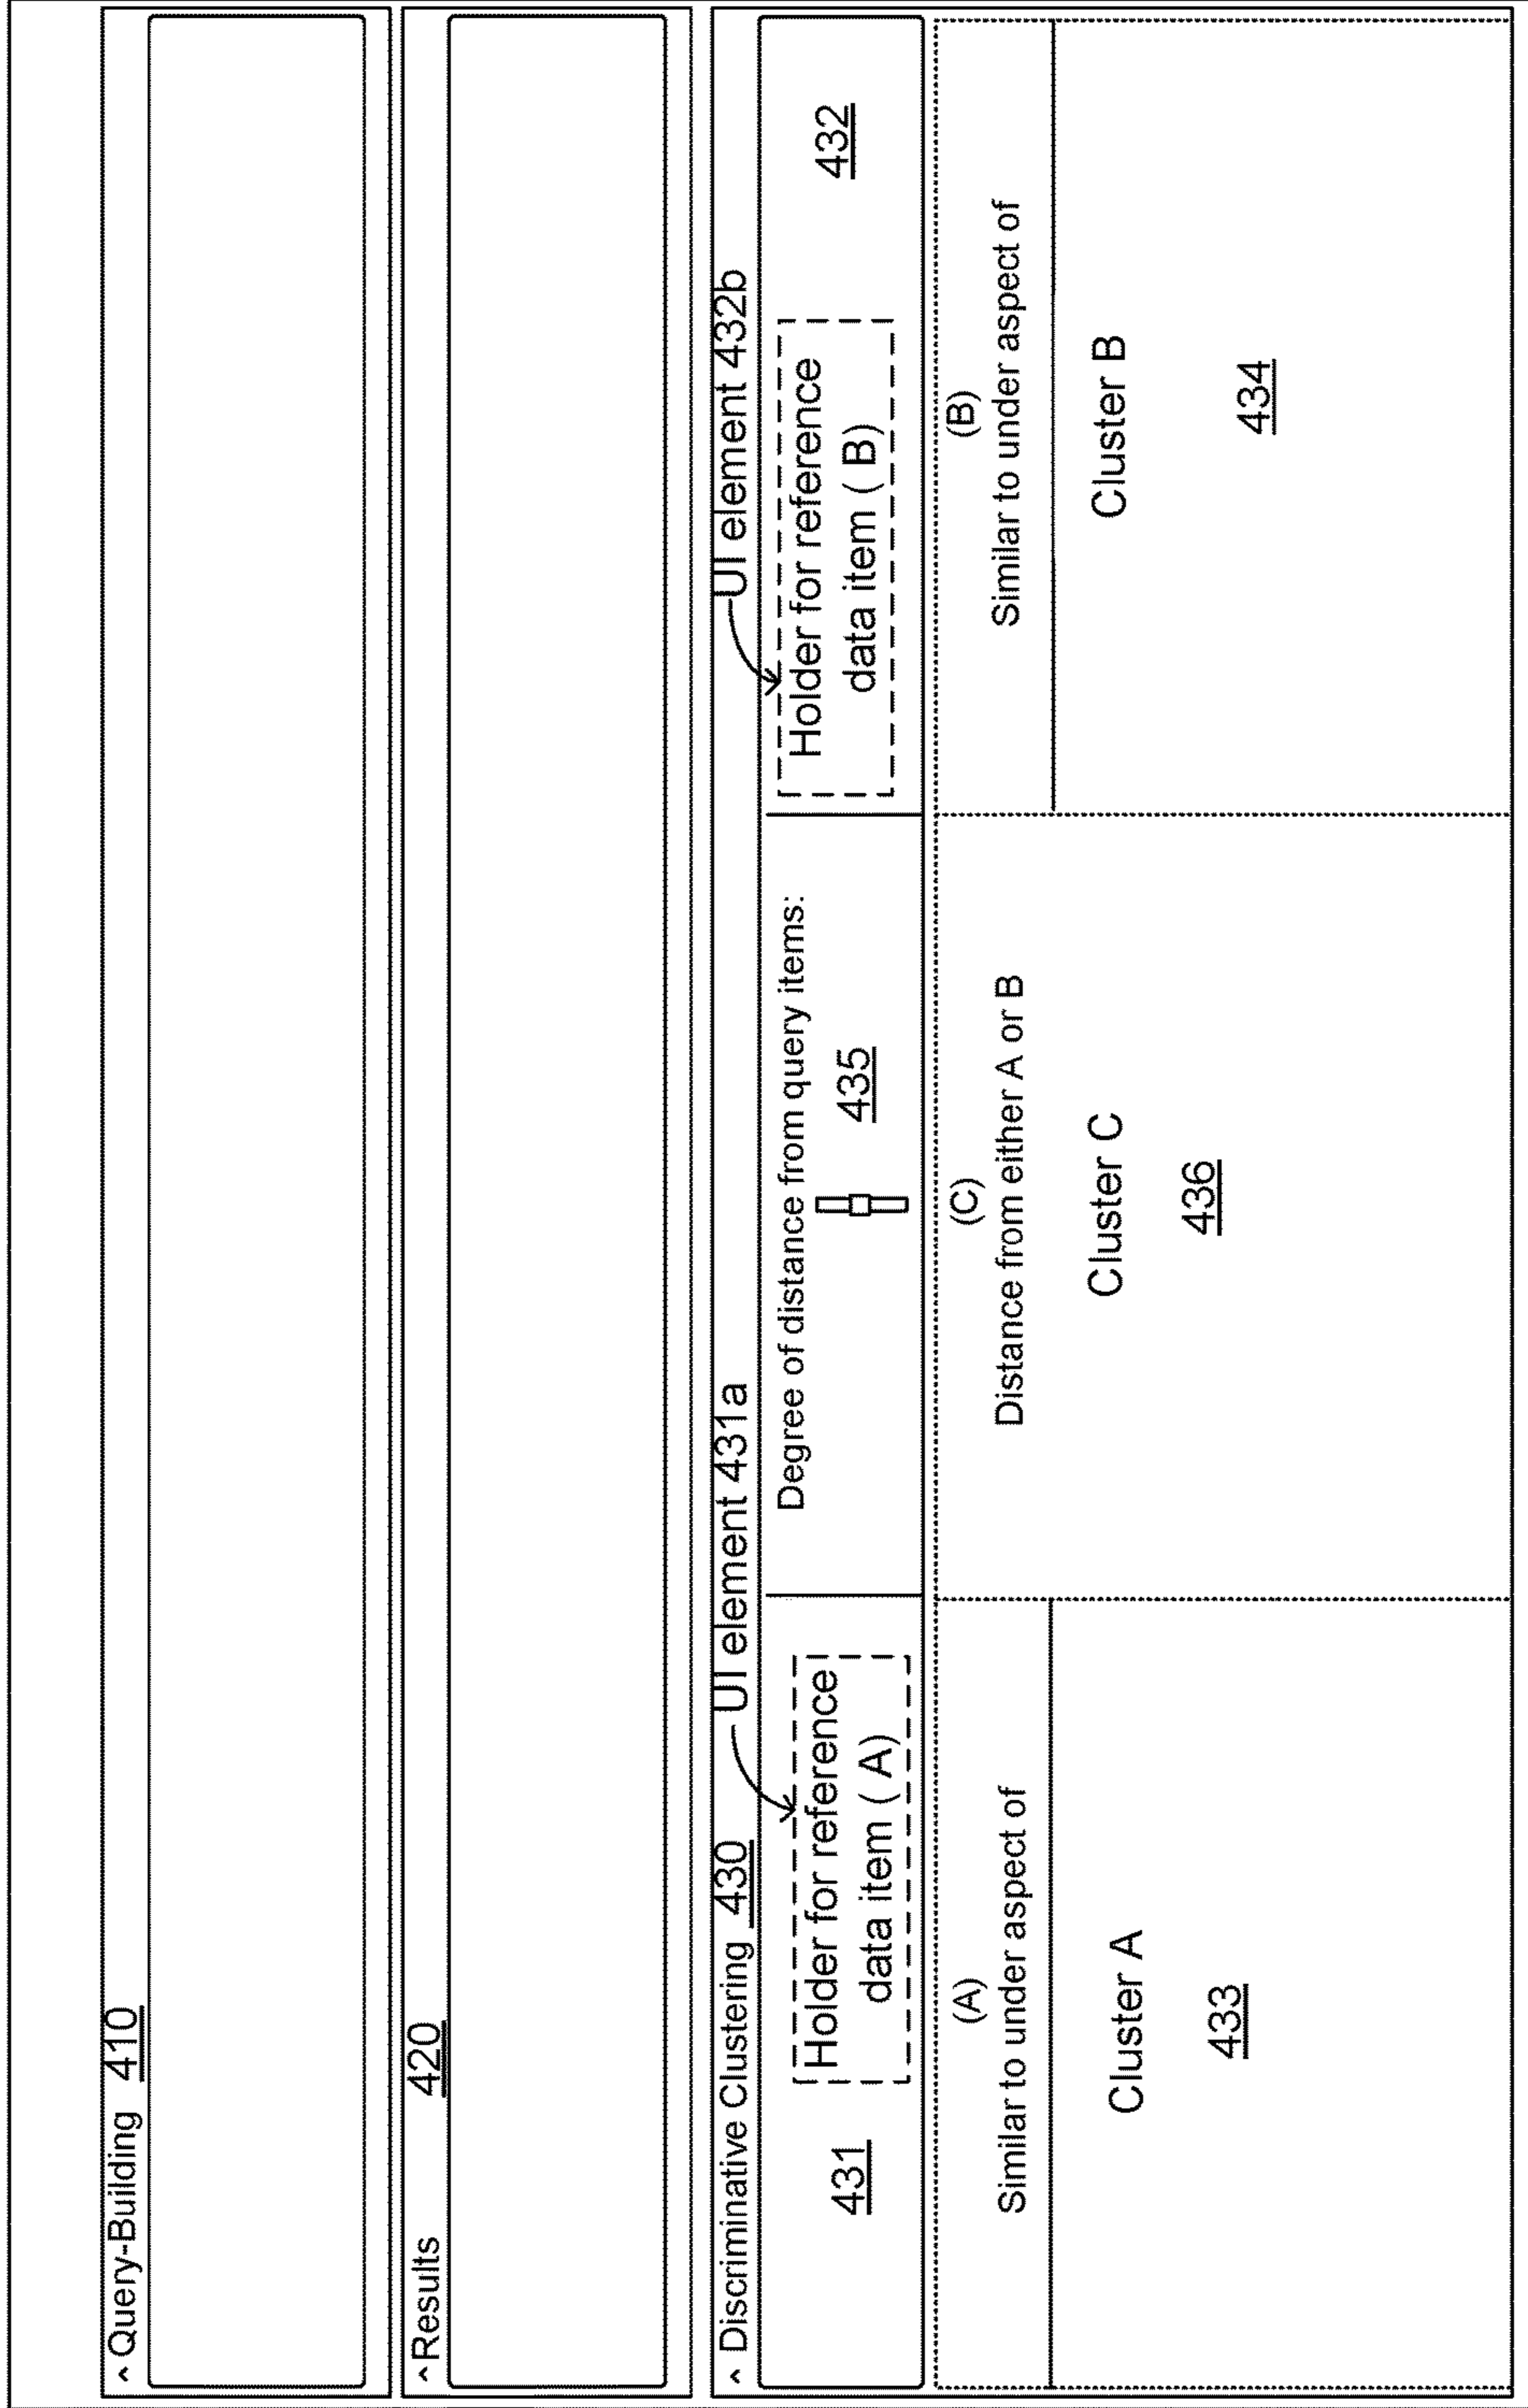 ^ Query-Building 410
^Results 420
^ Discriminative Clustering 430
UI element 431a
UI element 432b
431
Holder for reference
data item ( A)
Degree of distance from query items:
435
Holder for reference
data item ( B)
432
(A)
Similar to under aspect of
Cluster A
433
(C)
Distance from either A or B
Cluster C
436
(B)
Similar to under aspect of
Cluster B
434